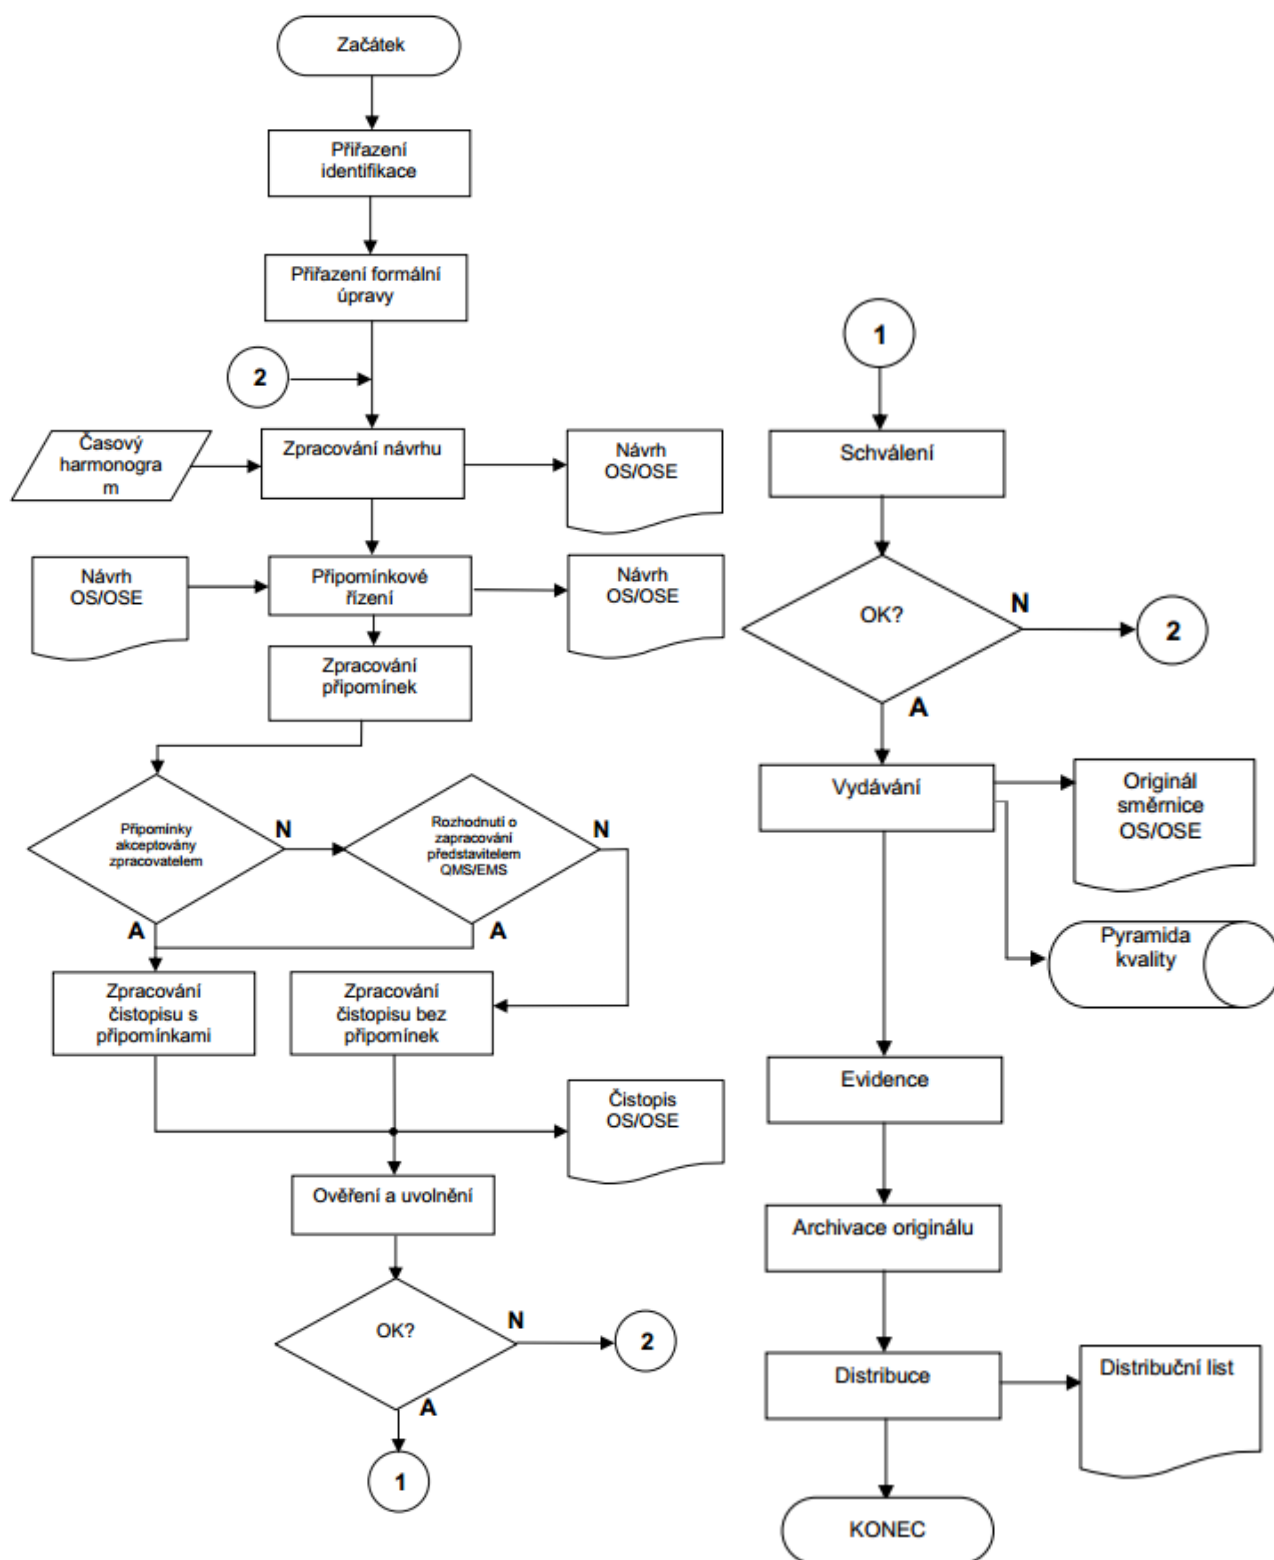 Začátek
Přiřazení
identifikace
Přiřazení formální
úpravy
2
Časový
harmonogra
m
Zpracování návrhu
Návrh
OS/OSE
Návrh
OS/OSE
Připomínkové
řízení
Návrh
OS/OSE
Zpracování
připomínek
Připomínky
akceptovány
zpracovatelem
N
A
Rozhodnutí o
zapracování
představitelem
QMS/EMS
N
A
Zpracování
čistopisu s
připomínkami
Zpracování
čistopisu bez
připomínek
Čistopis
OS/OSE
Ověření a uvolnění
OK?
N
2
A
1
1
Schválení
OK?
N
2
A
Vydávání
Originál
směrnice
OS/OSE
Pyramida
kvality
Evidence
Archivace originálu
Distribuce
Distribuční list
KONEC